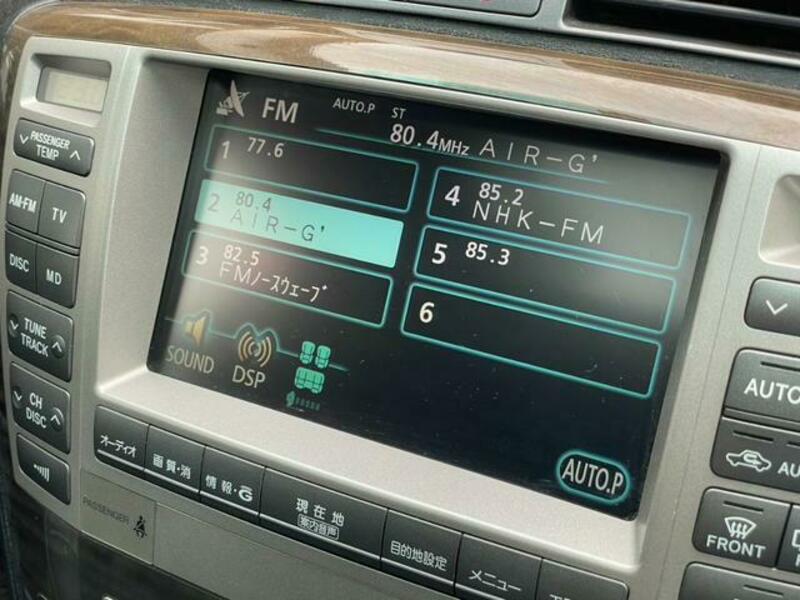 FM
AUTO.P
ST
80.4MHz AIR-G'
1 77.6
2 80.4
AIR-G'
3 82.5
FMノースウェーブ
4 85.2
NHK-FM
5 85.3
6
SOUND
DSP
AUTO.P
PASSENGER
TEMP
AM·FM
TV
DISC
MD
TUNE
TRACK
CH
DISC
オーディオ
画質・消
情報・G
現在地
案内音声
目的地設定
メニュー
PASSENGER
AUTO
FRONT